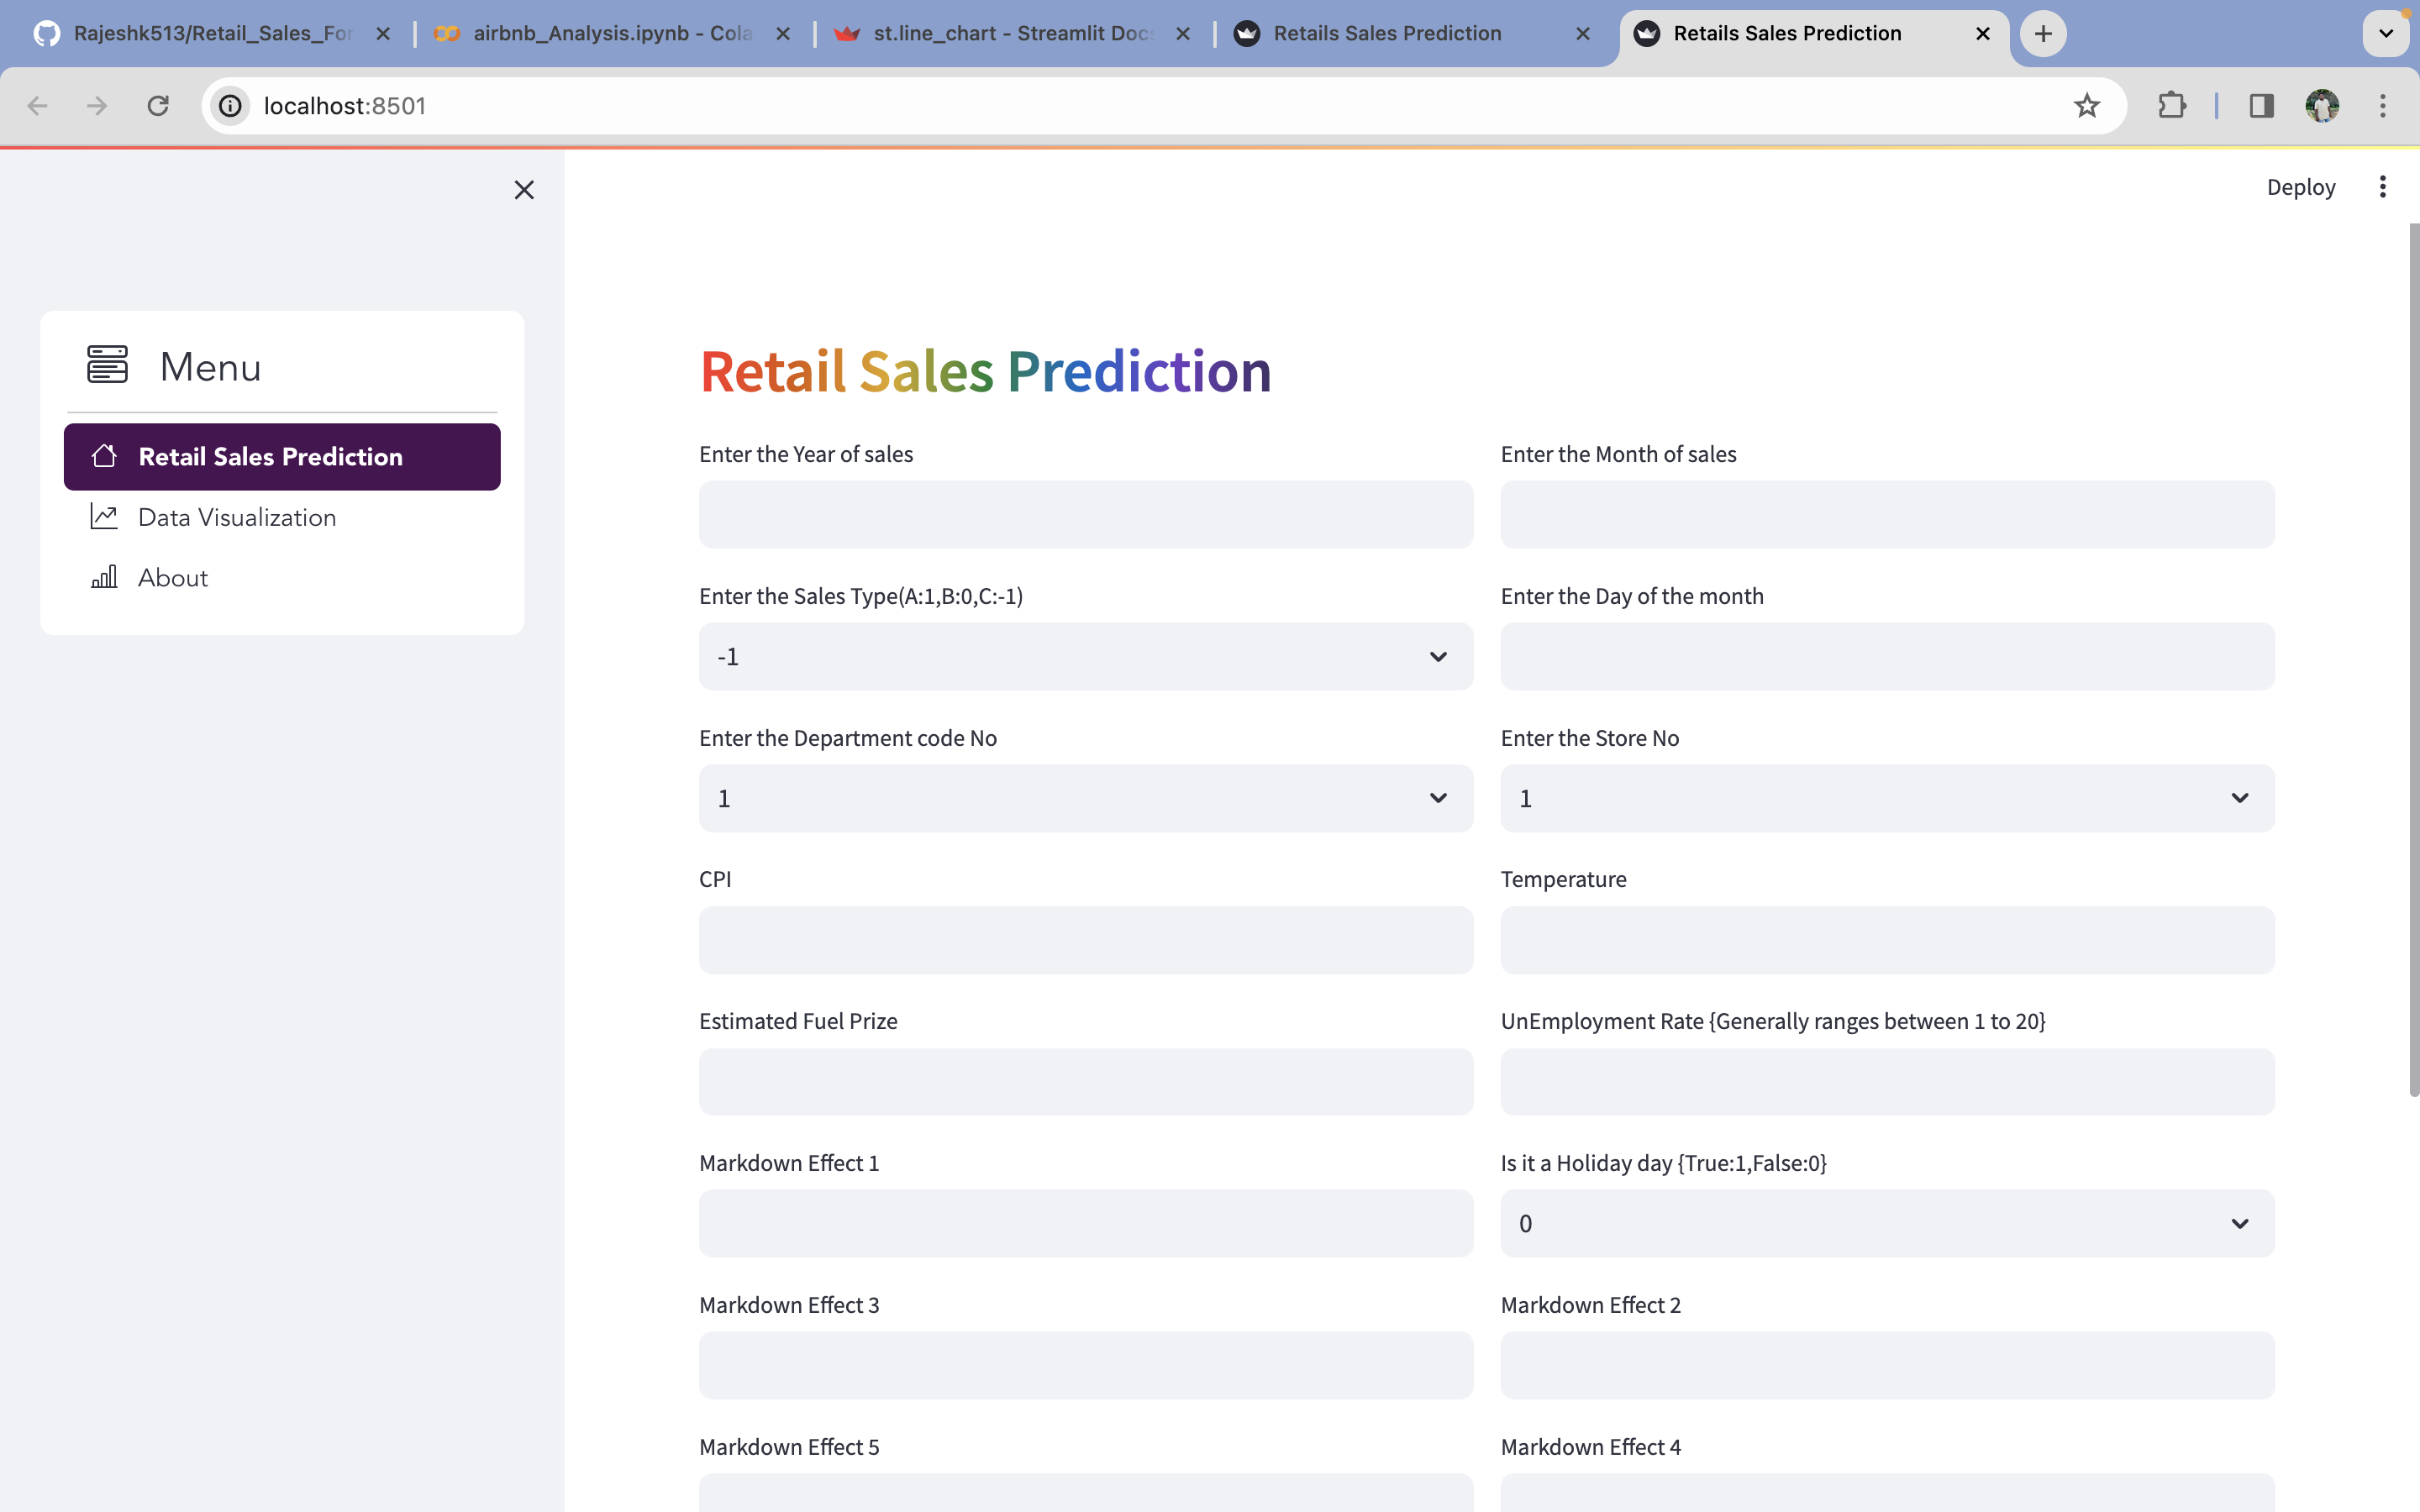 Rajeshk513/Retail_Sales_For
airbnb_Analysis.ipynb - Cola
st.line_chart - Streamlit Docs
Retails Sales Prediction
Retails Sales Prediction
localhost:8501
Deploy
Menu
Retail Sales Prediction
Data Visualization
About
Retail Sales Prediction
Enter the Year of sales
Enter the Month of sales
Enter the Sales Type(A:1,B:0,C:-1)
Enter the Day of the month
-1
Enter the Department code No
Enter the Store No
1
1
CPI
Temperature
Estimated Fuel Prize
UnEmployment Rate {Generally ranges between 1 to 20}
Markdown Effect 1
Is it a Holiday day {True:1,False:0}
0
Markdown Effect 3
Markdown Effect 2
Markdown Effect 5
Markdown Effect 4